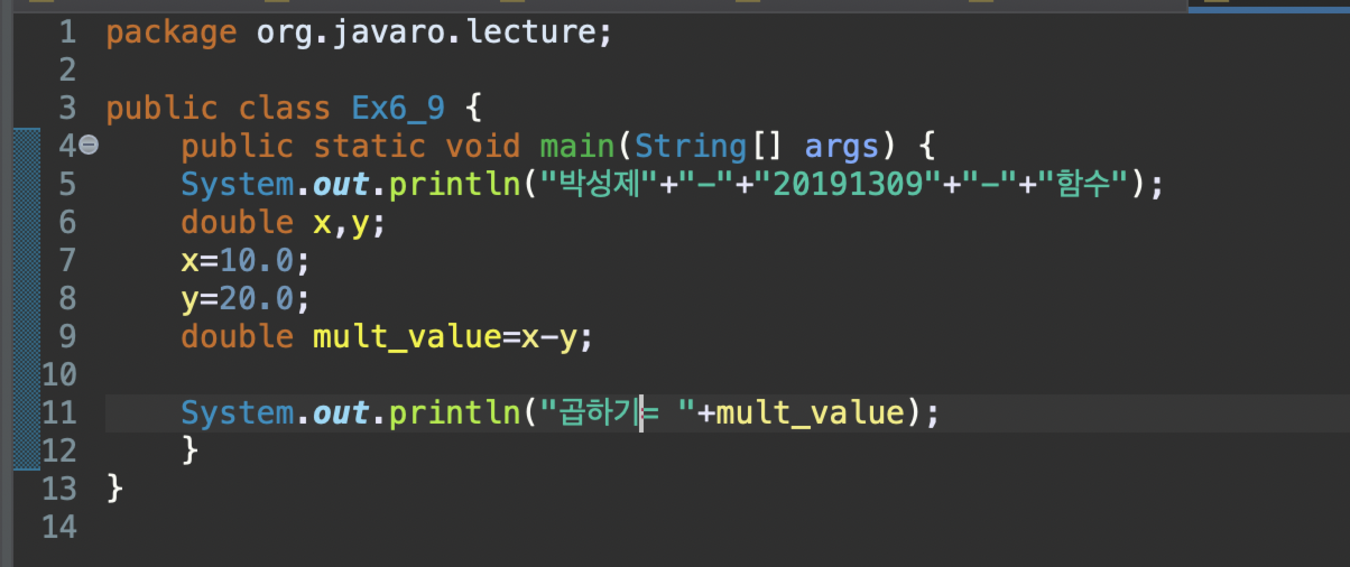 1 package org.javaro.lecture;
2
3 public class Ex6_9 {
4 public static void main(String[] args) {
5 System.out.println("박성제"+"-"+"20191309"+"-"+"함수");
6 double x,y;
7 x=10.0;
8 y=20.0;
9 double mult_value=x-y;
10
11 System.out.println("곱하기= "+mult_value);
12 }
13 }
14